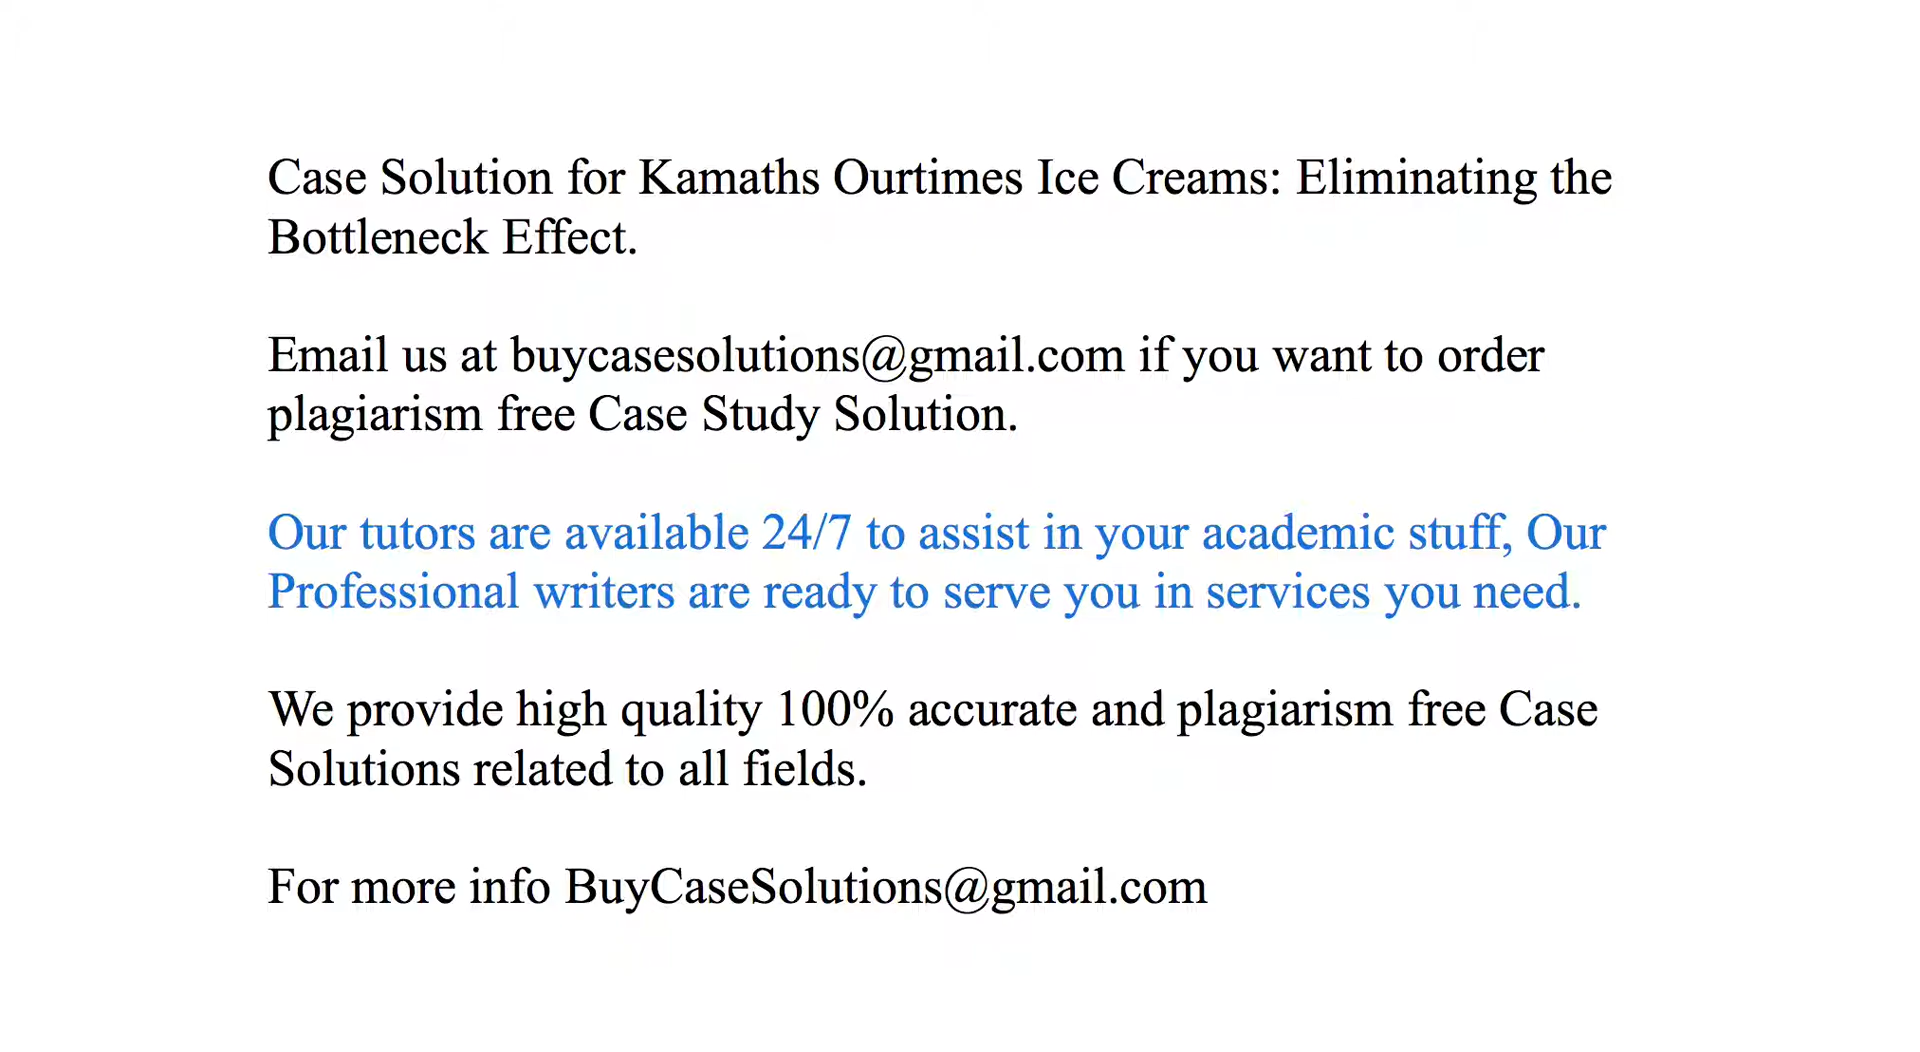 Case Solution for Kamaths Ourtimes Ice Creams: Eliminating the
Bottleneck Effect.
Email us at buycasesolutions@gmail.com if you want to order
plagiarism free Case Study Solution.
Our tutors are available 24/7 to assist in your academic stuff, Our
Professional writers are ready to serve you in services you need.
We provide high quality 100% accurate and plagiarism free Case
Solutions related to all fields.
For more info BuyCaseSolutions@gmail.com